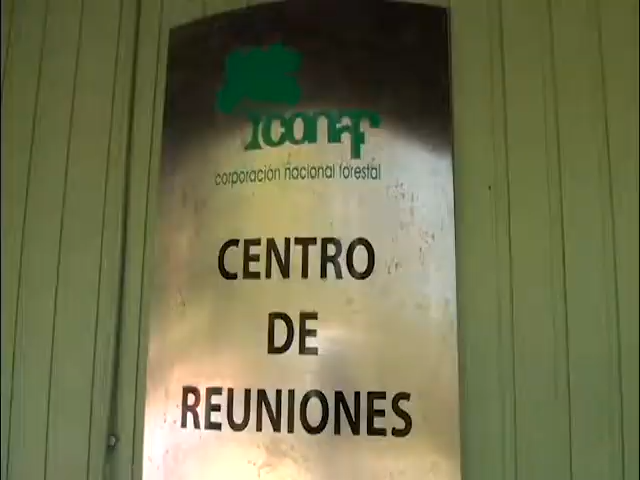 conaf
corporación nacional forestal
CENTRO
DE
REUNIONES